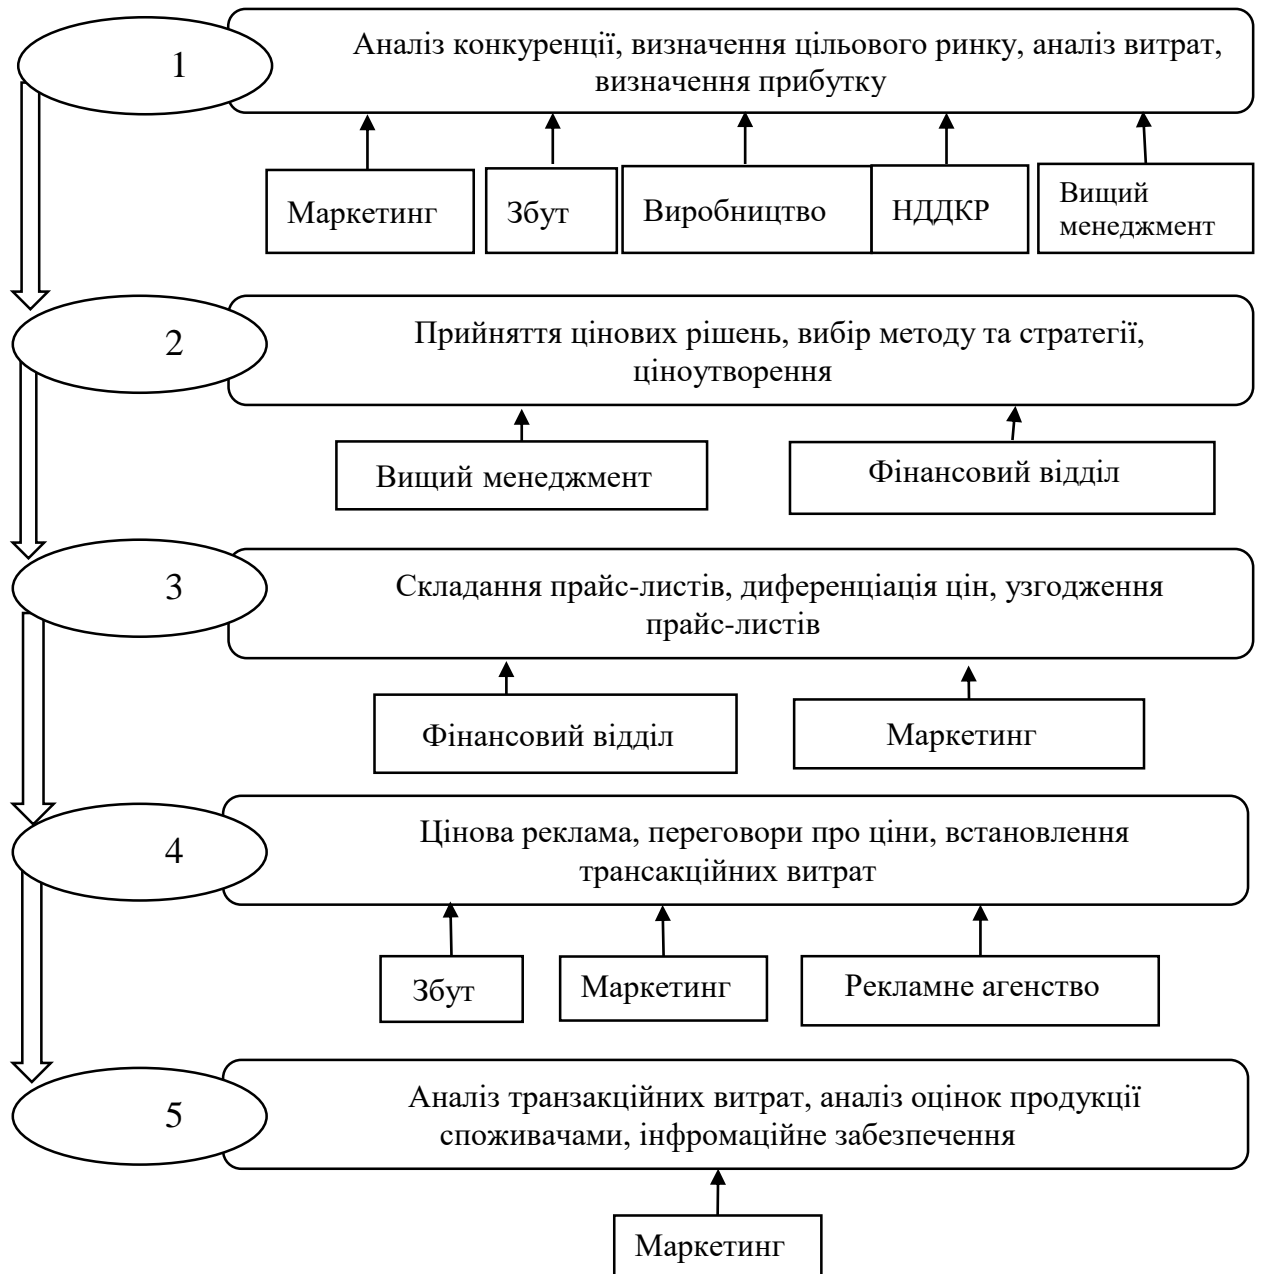 1
Аналіз конкуренції, визначення цільового ринку, аналіз витрат,
визначення прибутку
Маркетинг
Збут
Виробництво
НДДКР
Вищий
менеджмент
2
Прийняття цінових рішень, вибір методу та стратегії,
ціноутворення
Вищий менеджмент
Фінансовий відділ
3
Складання прайс-листів, диференціація цін, узгодження
прайс-листів
Фінансовий відділ
Маркетинг
4
Цінова реклама, переговори про ціни, встановлення
трансакційних витрат
Збут
Маркетинг
Рекламне агенство
5
Аналіз транзакційних витрат, аналіз оцінок продукції
споживачами, інфромаційне забезпечення
Маркетинг